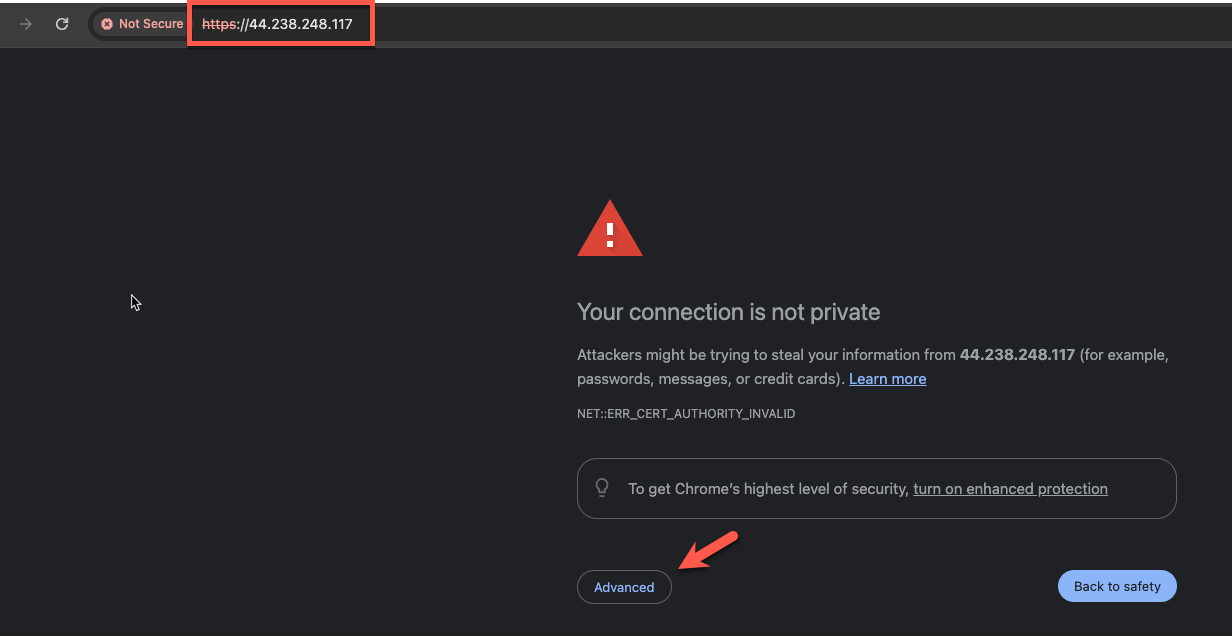 Not Secure https://44.238.248.117
Your connection is not private
Attackers might be trying to steal your information from 44.238.248.117 (for example,
passwords, messages, or credit cards). Learn more
NET::ERR_CERT_AUTHORITY_INVALID
To get Chrome's highest level of security, turn on enhanced protection
Advanced
Back to safety